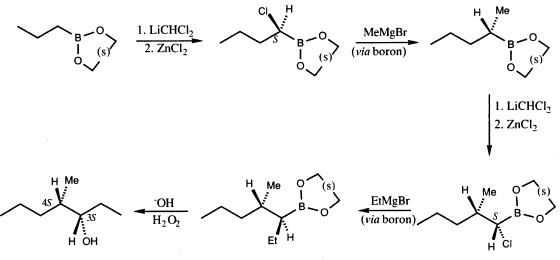 B
O
O
(s)
1. LiCHCl2
2. ZnCl2
Cl
H
S
B
O
O
(s)
MeMgBr
(via boron)
H
Me
B
O
O
(s)
1. LiCHCl2
2. ZnCl2
H
Me
O
(s)
B
O
S
H
Cl
EtMgBr
(via boron)
H
Me
O
(s)
B
O
Et
H
-OH
H2O2
H
Me
4S
3S
H
OH